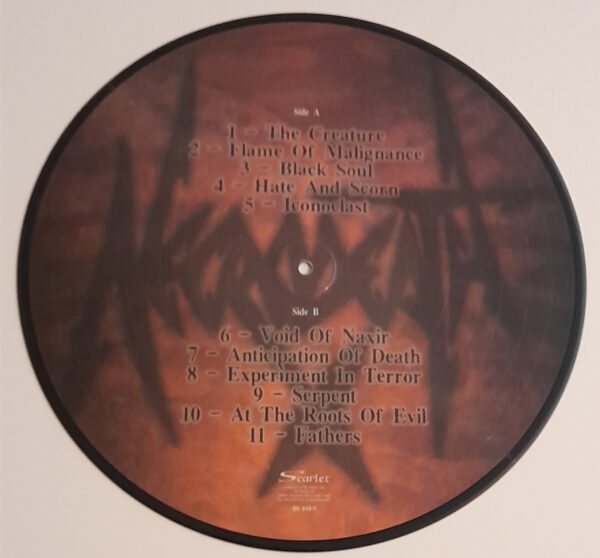 Side A
1 - The Creature
2 - Flame Of Malignance
3 - Black Soul
4 - Hate And Scorn
5 - Iconoclast
NECRODEATH
Side B
6 - Void Of Naxir
7 - Anticipation Of Death
8 - Experiment In Terror
9 - Serpent
10 - At The Roots Of Evil
11 - Fathers
Scarlet